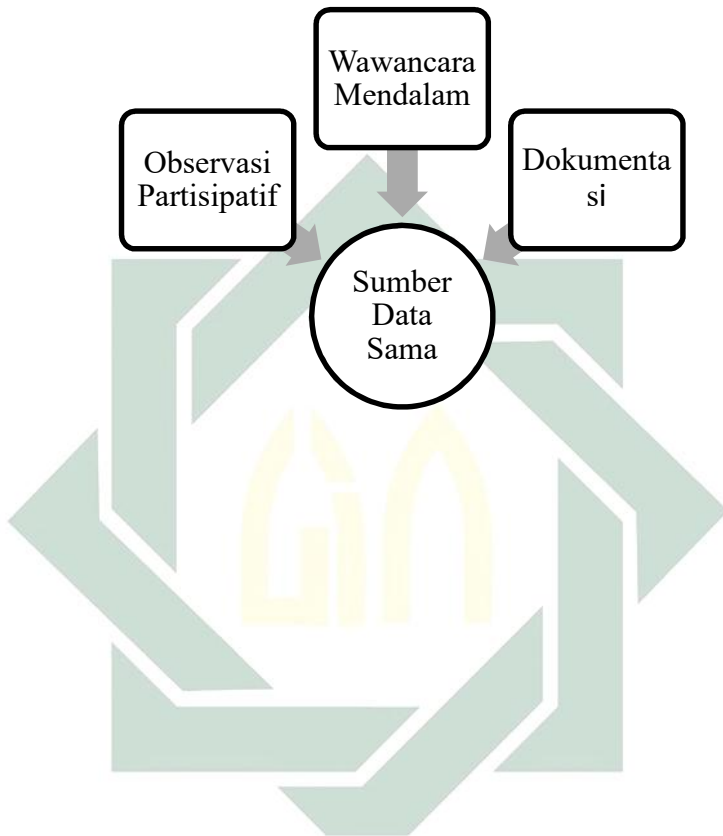 Wawancara
Mendalam
Observasi
Partisipatif
Dokumenta
si
Sumber
Data
Sama